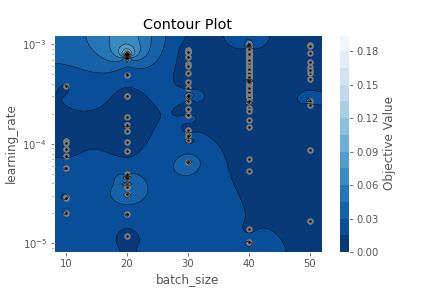 Contour Plot
10⁻³
10⁻⁴
10⁻⁵
learning_rate
10 20 30 40 50
batch_size
0.18
0.15
0.12
0.09
0.06
0.03
0.00
Objective Value